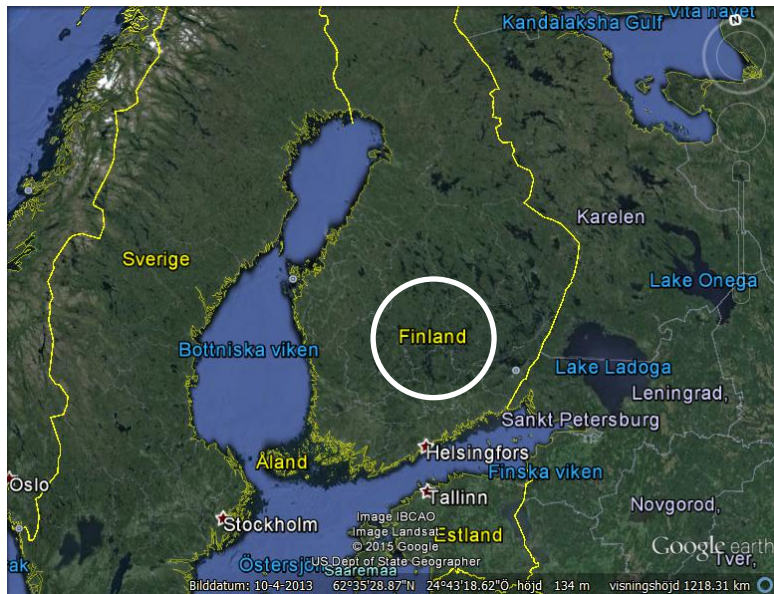 Vita havet
Kandalaksha Gulf
N
Karelen
Sverige
Lake Onega
Finland
Bottniska viken
Lake Ladoga
Leningrad,
Sankt Petersburg
Helsingfors
Åland
Finska viken
Oslo
Tallinn
Novgorod,
Stockholm
Image IBCAO
Image Landsat
Estland
© 2015 Google
Google earth
Tver,
Östersjön
US Dept of State Geographer
ak
Saaremaa
Bilddatum: 10-4-2013 62°35'28.87"N 24°43'18.62"Ö höjd 134 m visningshöjd 1218.31 km